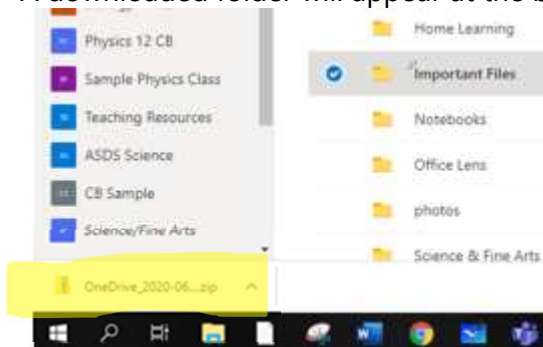 A downloaded folder will appear at the
Physics 12 CB
Sample Physics Class
Teaching Resources
ASDS Science
CB Sample
Science/Fine Arts
Home Learning
Important Files
Notebooks
Office Lens
photos
Science & Fine Arts
OneDrive_2020-06....zip